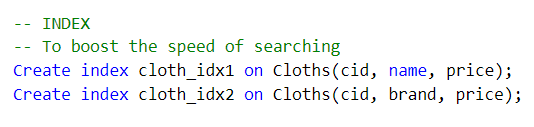 -- INDEX
-- To boost the speed of searching
Create index cloth_idx1 on Cloths(cid, name, price);
Create index cloth_idx2 on Cloths(cid, brand, price);